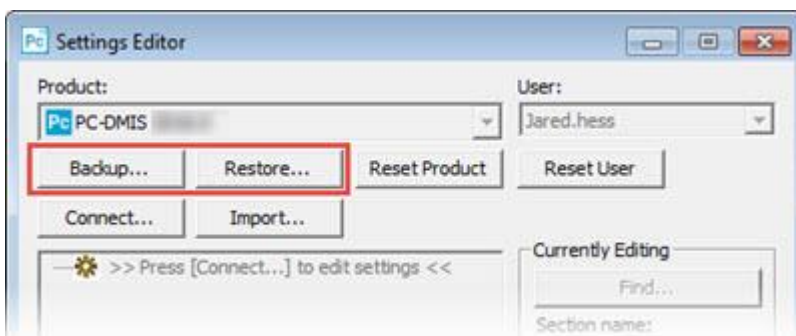 Pc Settings Editor
Product: User:
Pc PC-DMIS Jared.hess
Backup... Restore... Reset Product Reset User
Connect... Import...
>> Press [Connect...] to edit settings << Currently Editing
Find...
Section name: